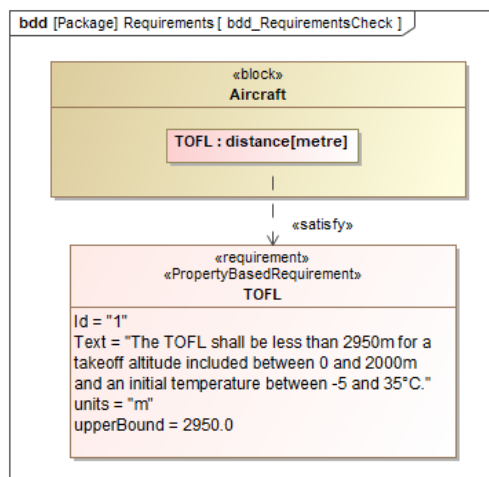 bdd [Package] Requirements [ bdd_RequirementsCheck ]
«block»
Aircraft
TOFL : distance[metre]
«satisfy»
«requirement»
«PropertyBasedRequirement»
TOFL
Id = "1"
Text = "The TOFL shall be less than 2950m for a
takeoff altitude included between 0 and 2000m
and an initial temperature between -5 and 35°C."
units = "m"
upperBound = 2950.0